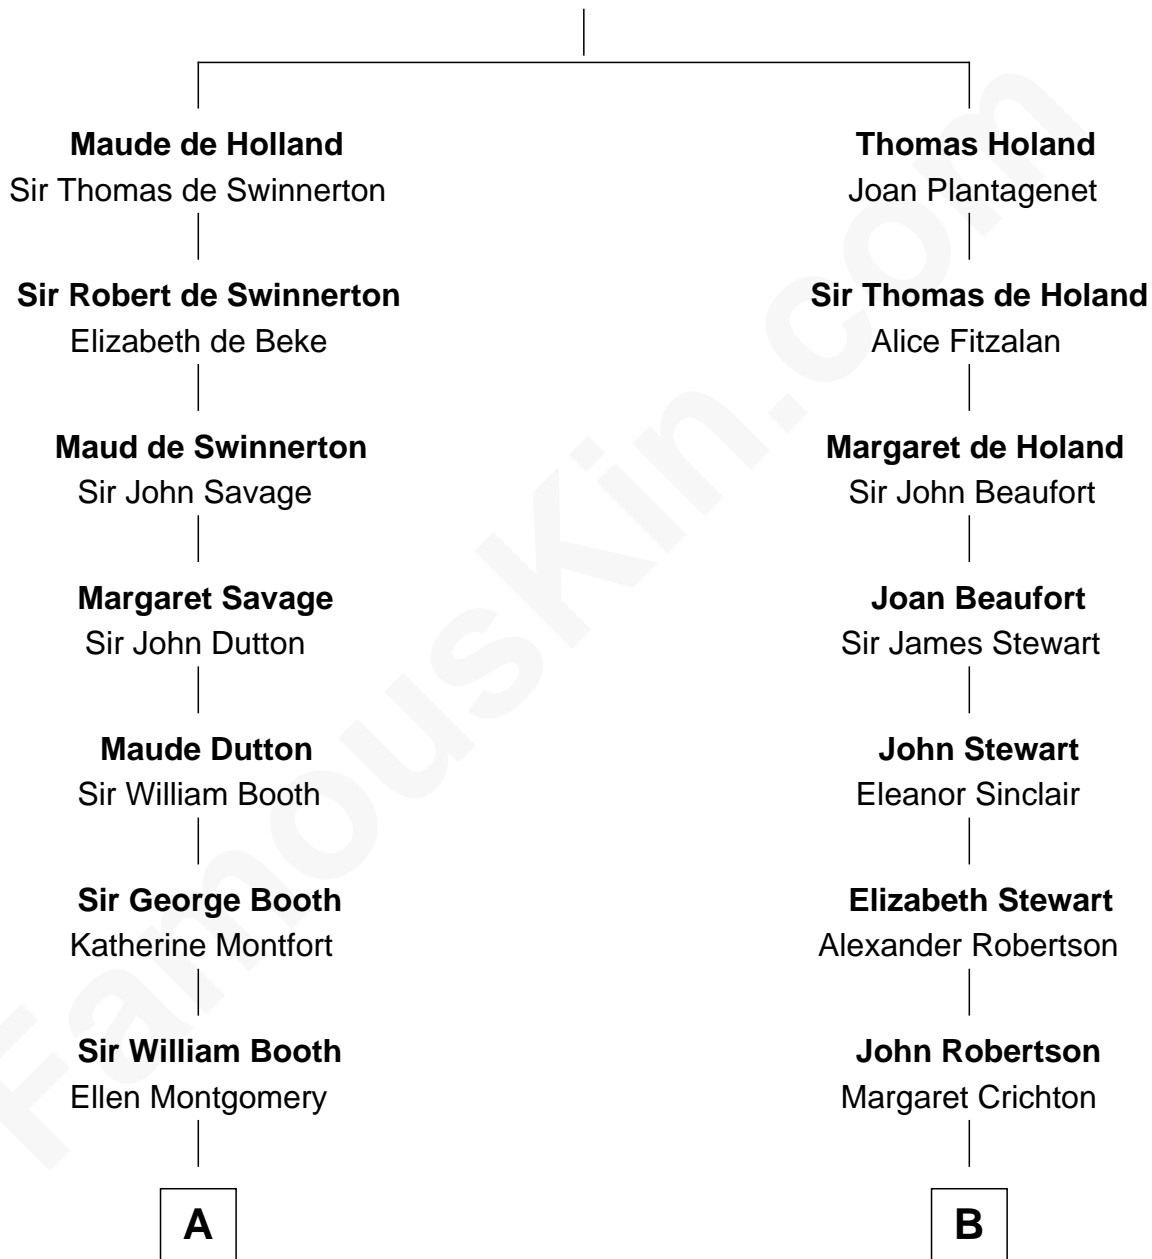 Maude de Holland
Sir Thomas de Swinnerton
Sir Robert de Swinnerton
Elizabeth de Beke
Maud de Swinnerton
Sir John Savage
Margaret Savage
Sir John Dutton
Maude Dutton
Sir William Booth
Sir George Booth
Katherine Montfort
Sir William Booth
Ellen Montgomery
A
Thomas Holand
Joan Plantagenet
Sir Thomas de Holand
Alice Fitzalan
Margaret de Holand
Sir John Beaufort
Joan Beaufort
Sir James Stewart
John Stewart
Eleanor Sinclair
Elizabeth Stewart
Alexander Robertson
John Robertson
Margaret Crichton
B
FamousKin.com